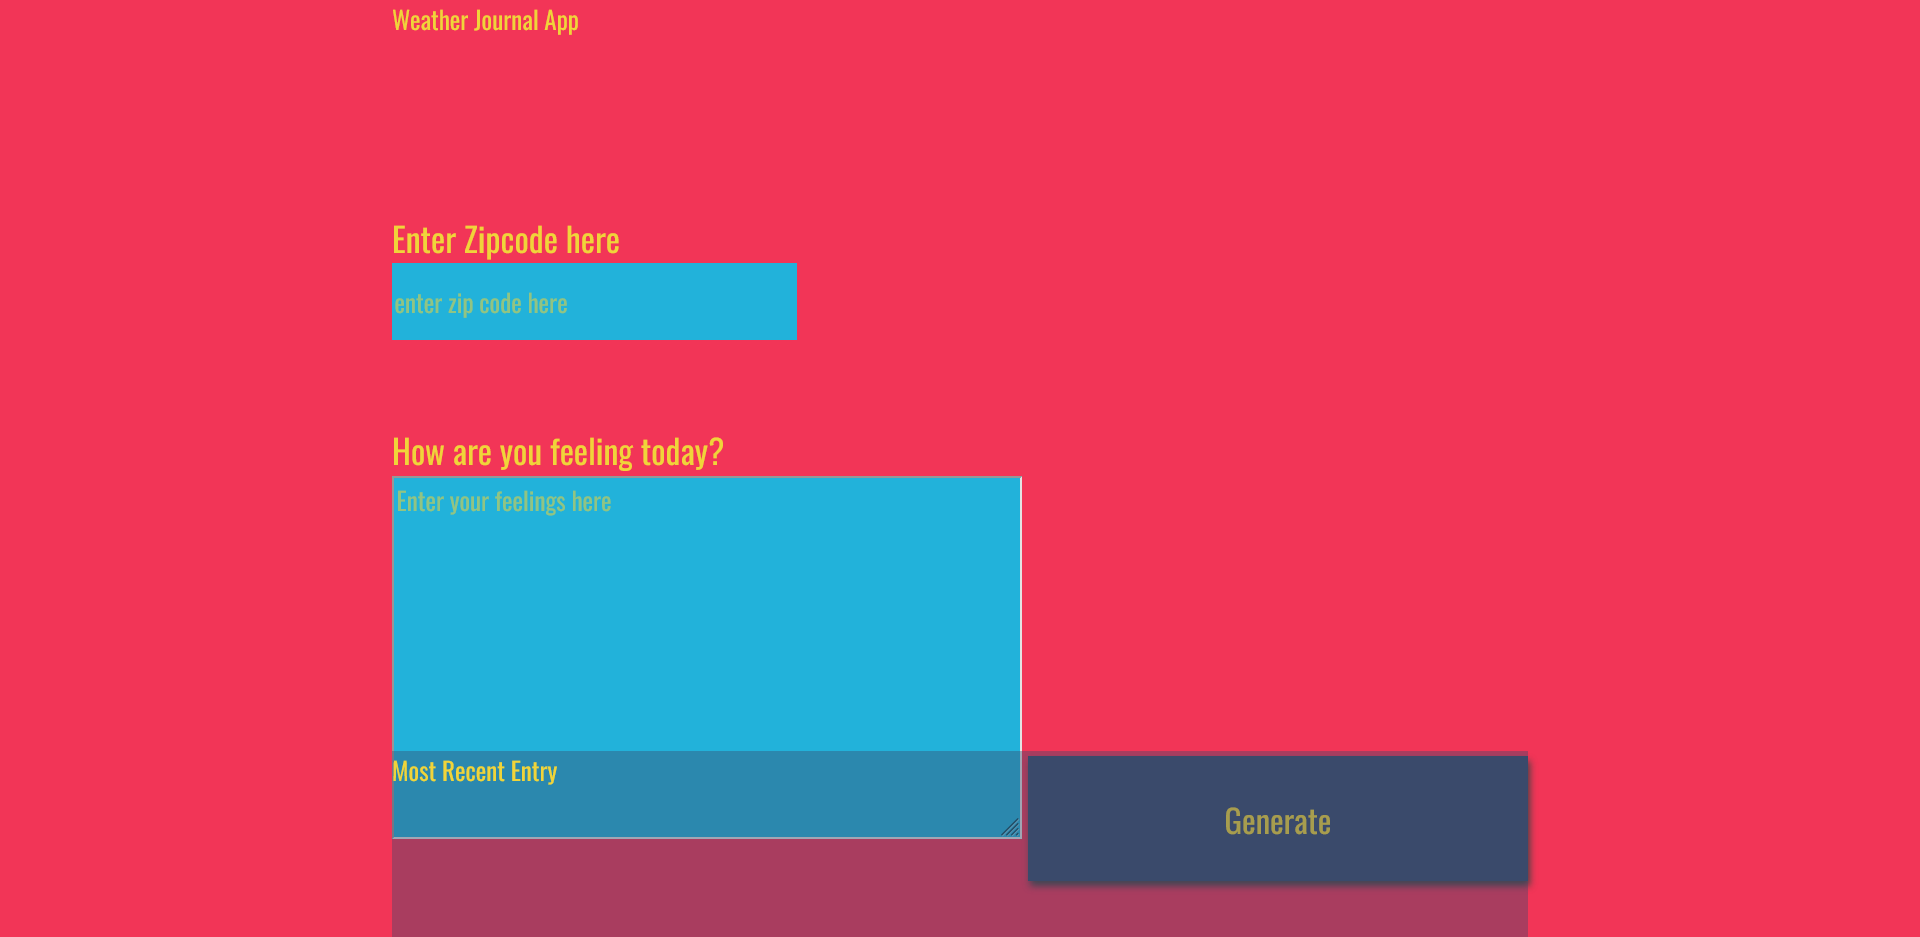 Weather Journal App
Enter Zipcode here
enter zip code here
How are you feeling today?
Enter your feelings here
Most Recent Entry
Generate